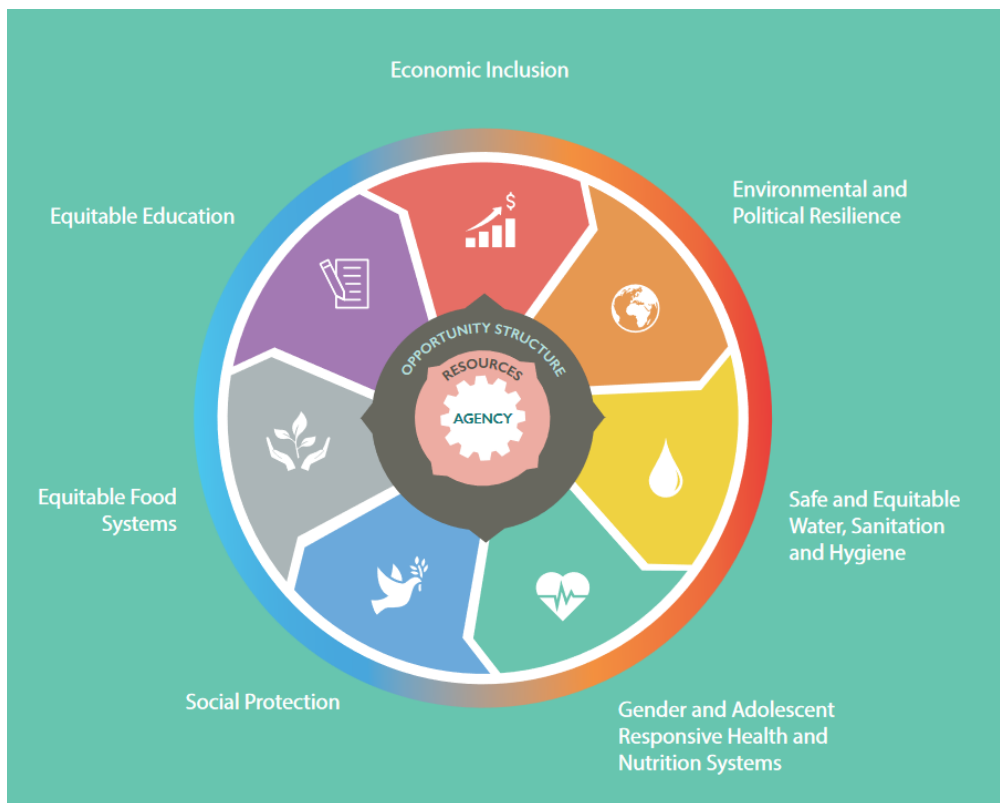 Economic Inclusion
Environmental and
Political Resilience
Equitable Education
$
OPPORTUNITY STRUCTURE
RESOURCES
AGENCY
Equitable Food
Systems
Safe and Equitable
Water, Sanitation
and Hygiene
Social Protection
Gender and Adolescent
Responsive Health and
Nutrition Systems